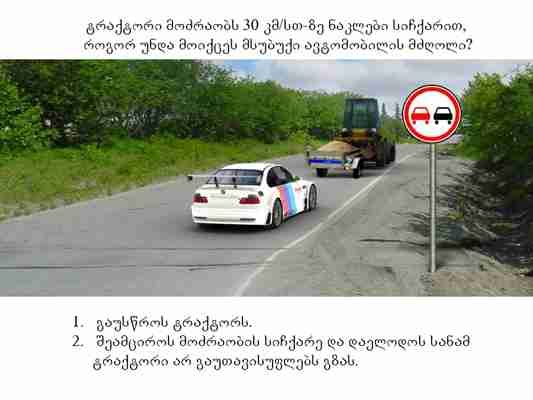 ტრაქტორი მოძრაობს 30 კმ/სთ-ზე ნაკლები სიჩქარით,
როგორ უნდა მოიქცეს მსუბუქი ავტომობილის მძღოლი?
1. გაუსწროს ტრაქტორს.
2. შეამციროს მოძრაობის სიჩქარე და დაელოდოს სანამ
ტრაქტორი არ გაუთავისუფლებს გზას.